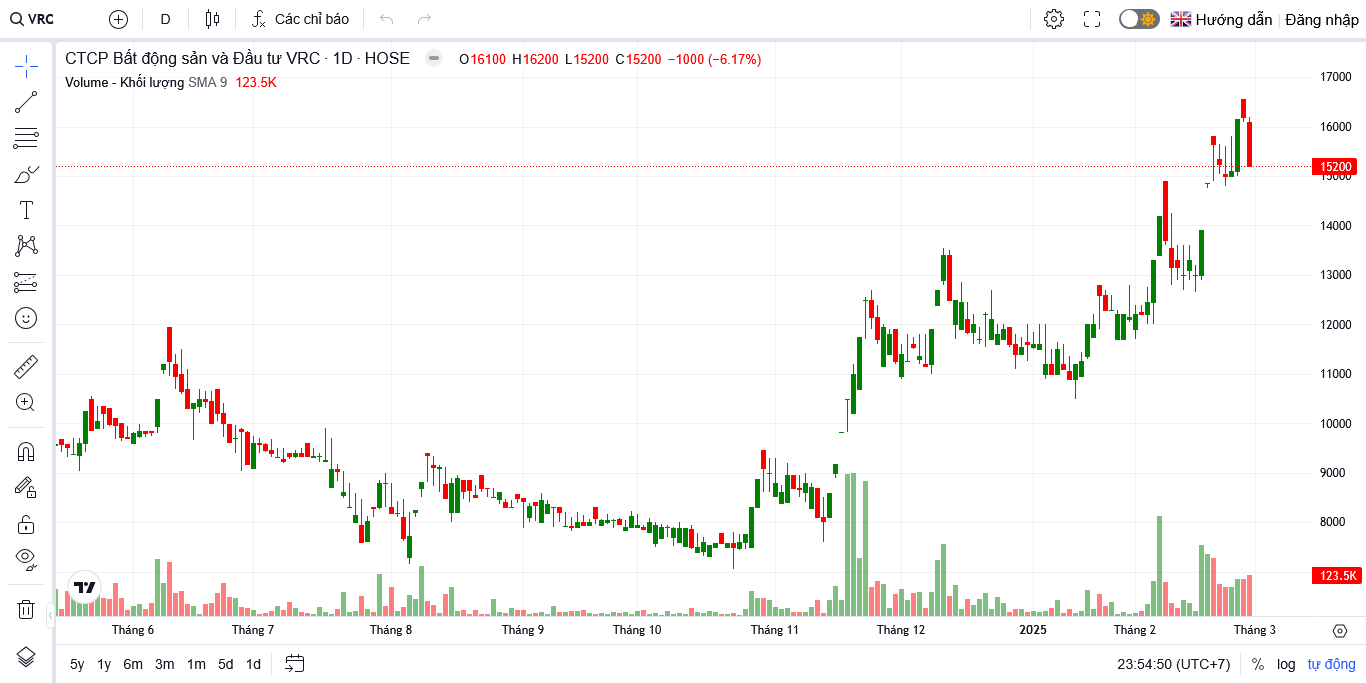 VRC D Các chỉ báo Hướng dẫn Đăng nhập
CTCP Bất động sản và Đầu tư VRC · 1D · HOSE O16100 H16200 L15200 C15200 −1000 (−6.17%)
Volume - Khối lượng SMA 9 123.5K
17000
16000
15200
15000
14000
13000
12000
11000
10000
9000
8000
123.5K
Tháng 6 Tháng 7 Tháng 8 Tháng 9 Tháng 10 Tháng 11 Tháng 12 2025 Tháng 2 Tháng 3
5y 1y 6m 3m 1m 5d 1d 23:54:50 (UTC+7) % log tự động